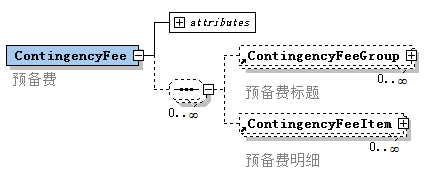 attributes
ContingencyFee
预备费
ContingencyFeeGroup
0..∞
预备费标题
0..∞
ContingencyFeeItem
0..∞
预备费明细